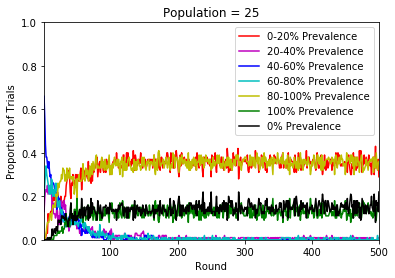 Population = 25
1.0
0.8
0.6
0.4
0.2
0.0
Proportion of Trials
0-20% Prevalence
20-40% Prevalence
40-60% Prevalence
60-80% Prevalence
80-100% Prevalence
100% Prevalence
0% Prevalence
100
200
300
400
500
Round